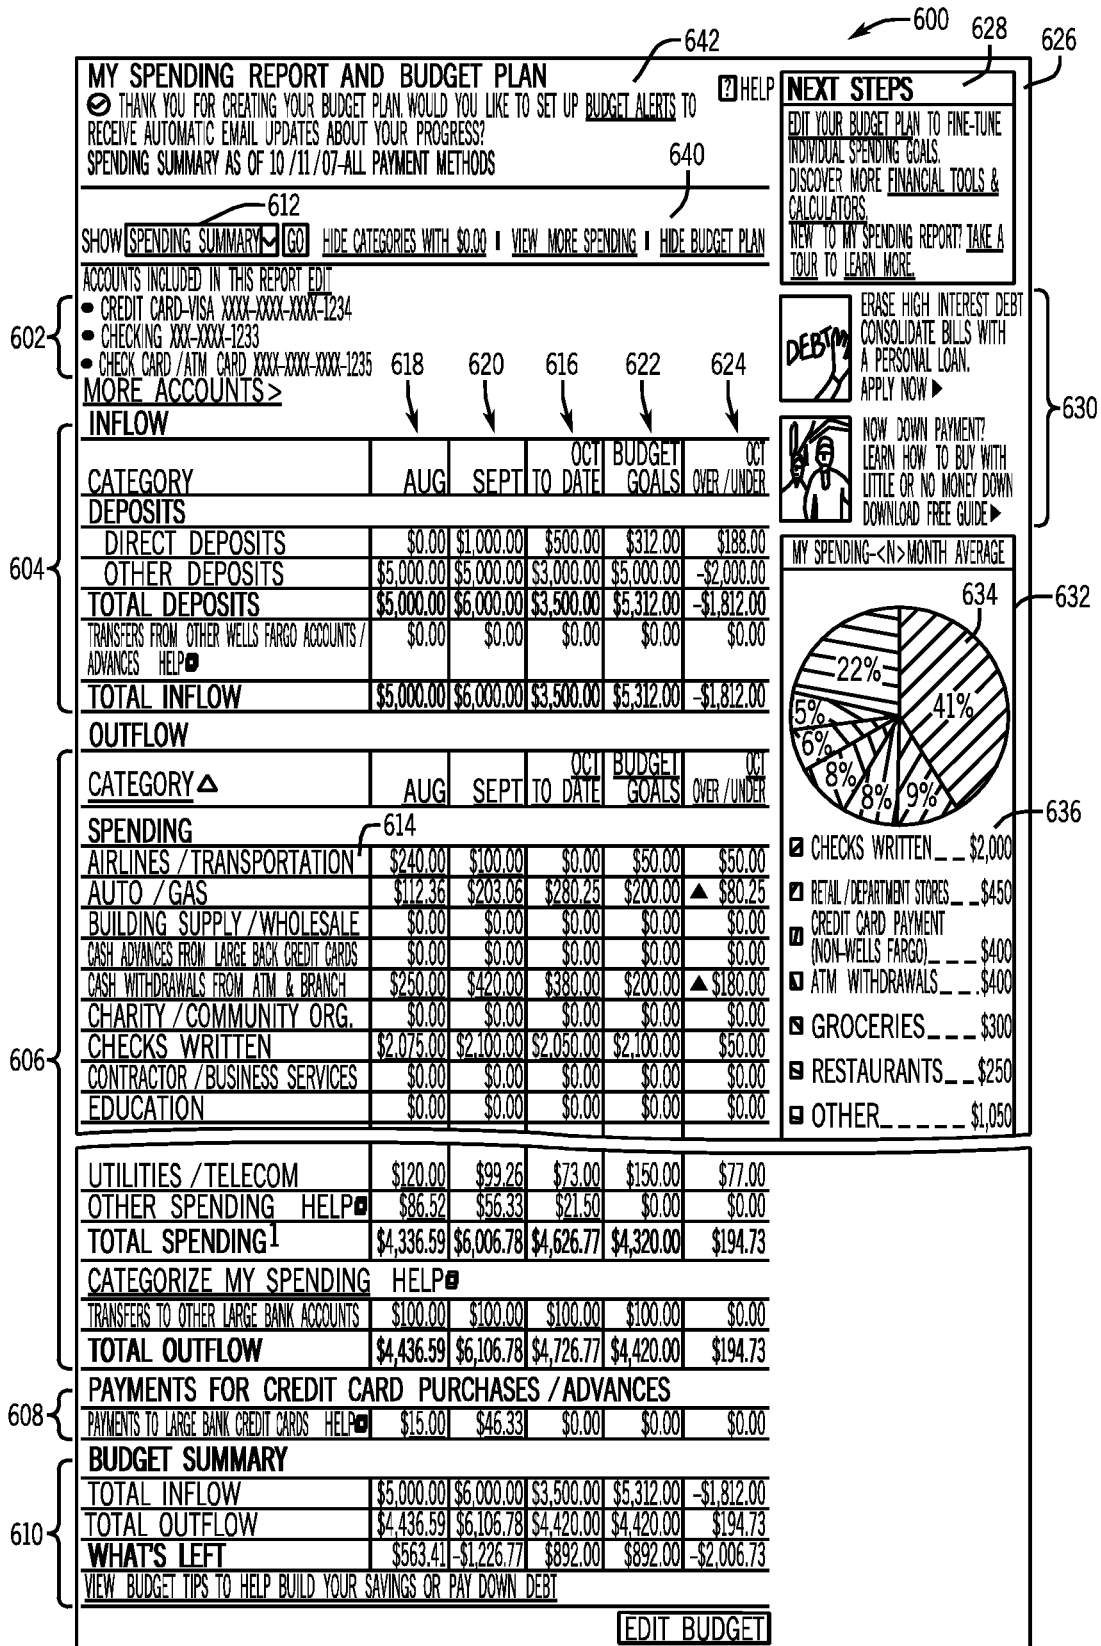 600
642
MY SPENDING REPORT AND BUDGET PLAN
THANK YOU FOR CREATING YOUR BUDGET PLAN. WOULD YOU LIKE TO SET UP BUDGET ALERTS TO
RECEIVE AUTOMATIC EMAIL UPDATES ABOUT YOUR PROGRESS?
SPENDING SUMMARY AS OF 10 /11/07-ALL PAYMENT METHODS
? HELP
640
612
SHOW SPENDING SUMMARY GO HIDE CATEGORIES WITH $0.00 I VIEW MORE SPENDING I HIDE BUDGET PLAN
ACCOUNTS INCLUDED IN THIS REPORT EDIT
602
• CREDIT CARD-VISA XXXX-XXXX-XXXX-1234
• CHECKING XXX-XXXX-1233
• CHECK CARD /ATM CARD XXXX-XXX-XXXX-1235
MORE ACCOUNTS >
618 620 616 622 624
604
INFLOW
CATEGORY AUG SEPT OCT TO DATE BUDGET GOALS OCT OVER /UNDER
DEPOSITS
DIRECT DEPOSITS $0.00 $1,000.00 $500.00 $312.00 $188.00
OTHER DEPOSITS $5,000.00 $5,000.00 $3,000.00 $5,000.00 -$2,000.00
TOTAL DEPOSITS $5,000.00 $6,000.00 $3,500.00 $5,312.00 -$1,812.00
TRANSFERS FROM OTHER WELLS FARGO ACCOUNTS / $0.00 $0.00 $0.00 $0.00 $0.00
ADVANCES HELP
TOTAL INFLOW $5,000.00 $6,000.00 $3,500.00 $5,312.00 -$1,812.00
606
OUTFLOW
CATEGORY △ AUG SEPT OCT TO DATE BUDGET GOALS OCT OVER /UNDER
SPENDING
614
AIRLINES /TRANSPORTATION $240.00 $100.00 $0.00 $50.00 $50.00
AUTO /GAS $112.36 $203.06 $280.25 $200.00 ▲ $80.25
BUILDING SUPPLY /WHOLESALE $0.00 $0.00 $0.00 $0.00 $0.00
CASH ADVANCES FROM LARGE BACK CREDIT CARDS $0.00 $0.00 $0.00 $0.00 $0.00
CASH WITHDRAWALS FROM ATM & BRANCH $250.00 $420.00 $380.00 $200.00 ▲ $180.00
CHARITY /COMMUNITY ORG. $0.00 $0.00 $0.00 $0.00 $0.00
CHECKS WRITTEN $2,075.00 $2,100.00 $2,050.00 $2,100.00 $50.00
CONTRACTOR /BUSINESS SERVICES $0.00 $0.00 $0.00 $0.00 $0.00
EDUCATION $0.00 $0.00 $0.00 $0.00 $0.00
UTILITIES /TELECOM $120.00 $99.26 $73.00 $150.00 $77.00
OTHER SPENDING HELP $86.52 $56.33 $21.50 $0.00 $0.00
TOTAL SPENDING1 $4,336.59 $6,006.78 $4,626.77 $4,320.00 $194.73
CATEGORIZE MY SPENDING HELP
TRANSFERS TO OTHER LARGE BANK ACCOUNTS $100.00 $100.00 $100.00 $100.00 $0.00
TOTAL OUTFLOW $4,436.59 $6,106.78 $4,726.77 $4,420.00 $194.73
608
PAYMENTS FOR CREDIT CARD PURCHASES /ADVANCES
PAYMENTS TO LARGE BANK CREDIT CARDS HELP $15.00 $46.33 $0.00 $0.00 $0.00
610
BUDGET SUMMARY
TOTAL INFLOW $5,000.00 $6,000.00 $3,500.00 $5,312.00 -$1,812.00
TOTAL OUTFLOW $4,436.59 $6,106.78 $4,420.00 $4,420.00 $194.73
WHAT'S LEFT $563.41 -$1,226.77 $892.00 $892.00 -$2,006.73
VIEW BUDGET TIPS TO HELP BUILD YOUR SAVINGS OR PAY DOWN DEBT
EDIT BUDGET
628
626
NEXT STEPS
EDIT YOUR BUDGET PLAN TO FINE-TUNE
INDIVIDUAL SPENDING GOALS.
DISCOVER MORE FINANCIAL TOOLS &
CALCULATORS.
NEW TO MY SPENDING REPORT? TAKE A
TOUR TO LEARN MORE.
DEBT
ERASE HIGH INTEREST DEBT
CONSOLIDATE BILLS WITH
A PERSONAL LOAN.
APPLY NOW ▶
630
NOW DOWN PAYMENT?
LEARN HOW TO BUY WITH
LITTLE OR NO MONEY DOWN
DOWNLOAD FREE GUIDE ▶
MY SPENDING-<N>MONTH AVERAGE
632
634
22%
41%
5%
6%
8%
8%
9%
636
CHECKS WRITTEN__$2,000
RETAIL/DEPARTMENT STORES__$450
CREDIT CARD PAYMENT
(NON-WELLS FARGO)___$400
ATM WITHDRAWALS___$400
GROCERIES____$300
RESTAURANTS__$250
OTHER______$1,050